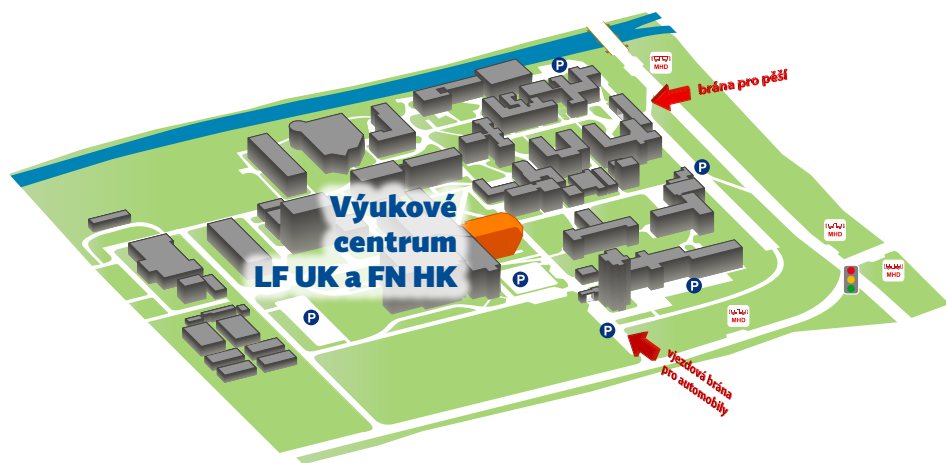 P
MHD
brána pro pěší
P
Výukové
centrum
LF UK a FN HK
MHD
MHD
P
P
P
MHD
P
vjezdová brána
pro automobily